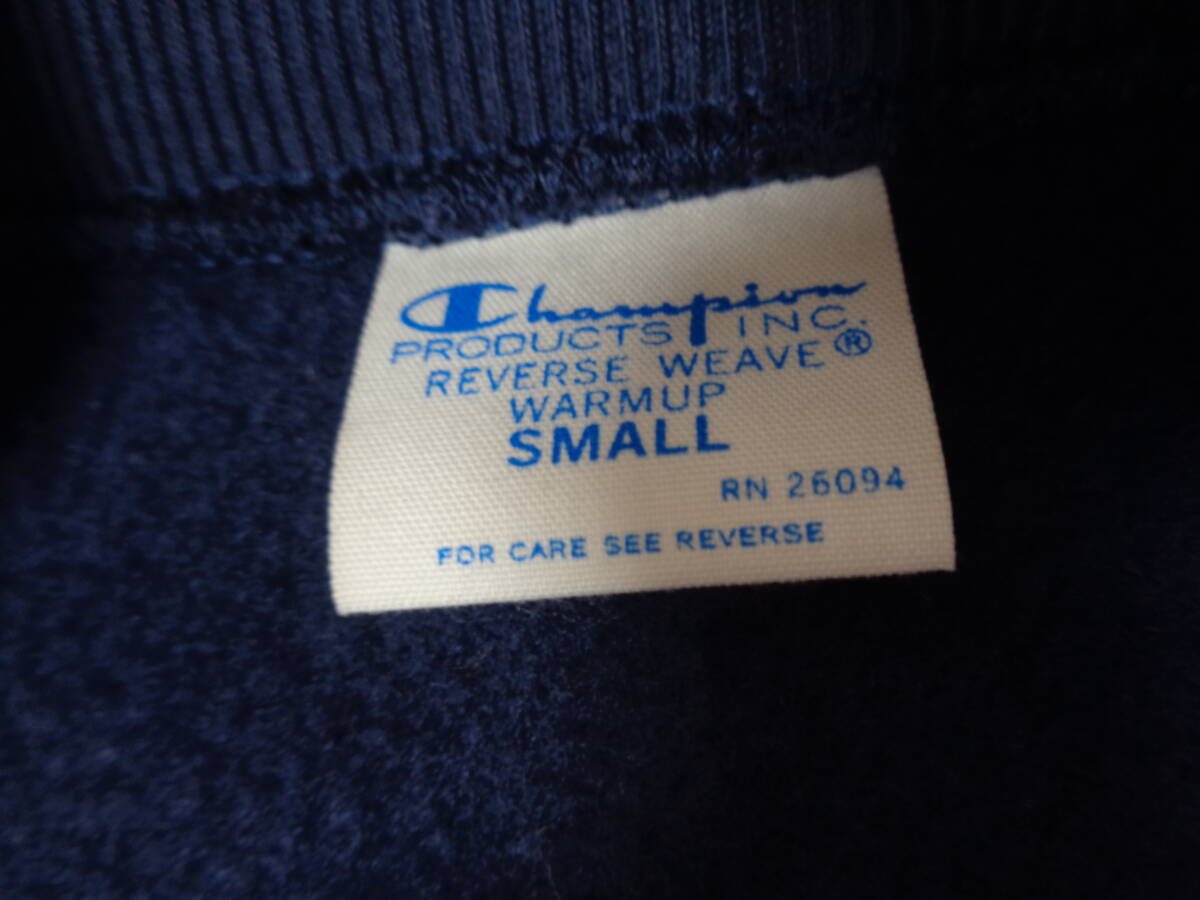 Champion
PRODUCTS INC.
REVERSE WEAVE ®
WARMUP
SMALL
RN 26094
FOR CARE SEE REVERSE